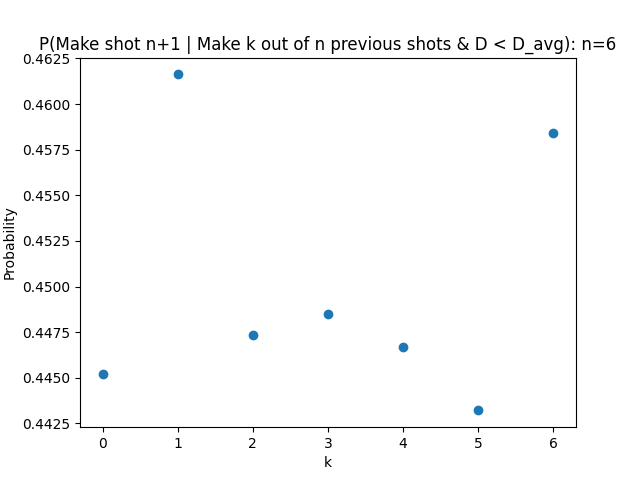 P(Make shot n+1 | Make k out of n previous shots & D < D_avg): n=6
0.4625
0.4600
0.4575
0.4550
0.4525
0.4500
0.4475
0.4450
0.4425
Probability
0 1 2 3 4 5 6
k